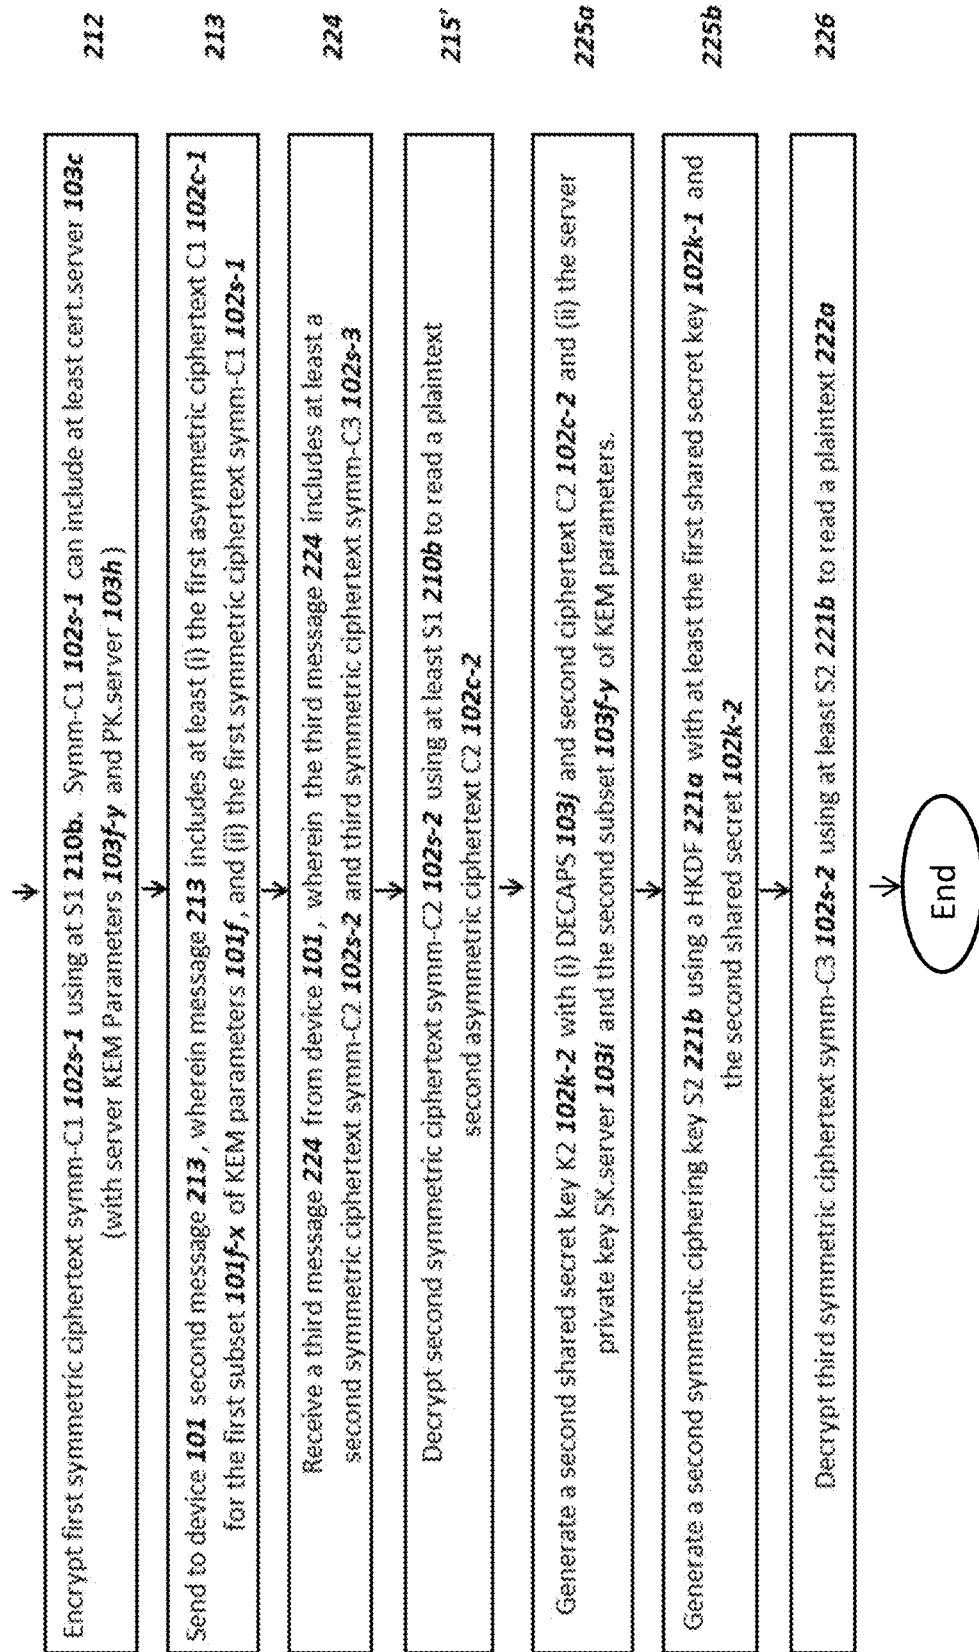 Encrypt first symmetric ciphertext symm-C1 102s-1 using at S1 210b. Symm-C1 102s-1 can include at least cert.server 103c
(with server KEM Parameters 103f-y and PK.server 103h)
212
Send to device 101 second message 213, wherein message 213 includes at least (i) the first asymmetric ciphertext C1 102c-1
for the first subset 101f-x of KEM parameters 101f, and (ii) the first symmetric ciphertext symm-C1 102s-1
213
Receive a third message 224 from device 101, wherein the third message 224 includes at least a
second symmetric ciphertext symm-C2 102s-2 and third symmetric ciphertext symm-C3 102s-3
224
Decrypt second symmetric ciphertext symm-C2 102s-2 using at least S1 210b to read a plaintext
second asymmetric ciphertext C2 102c-2
215'
Generate a second shared secret key K2 102k-2 with (i) DECAPS 103j and second ciphertext C2 102c-2 and (ii) the server
private key SK.server 103i and the second subset 103f-y of KEM parameters.
225a
Generate a second symmetric ciphering key S2 221b using a HKDF 221a with at least the first shared secret key 102k-1 and
the second shared secret 102k-2
225b
Decrypt third symmetric ciphertext symm-C3 102s-2 using at least S2 221b to read a plaintext 222a
226
End